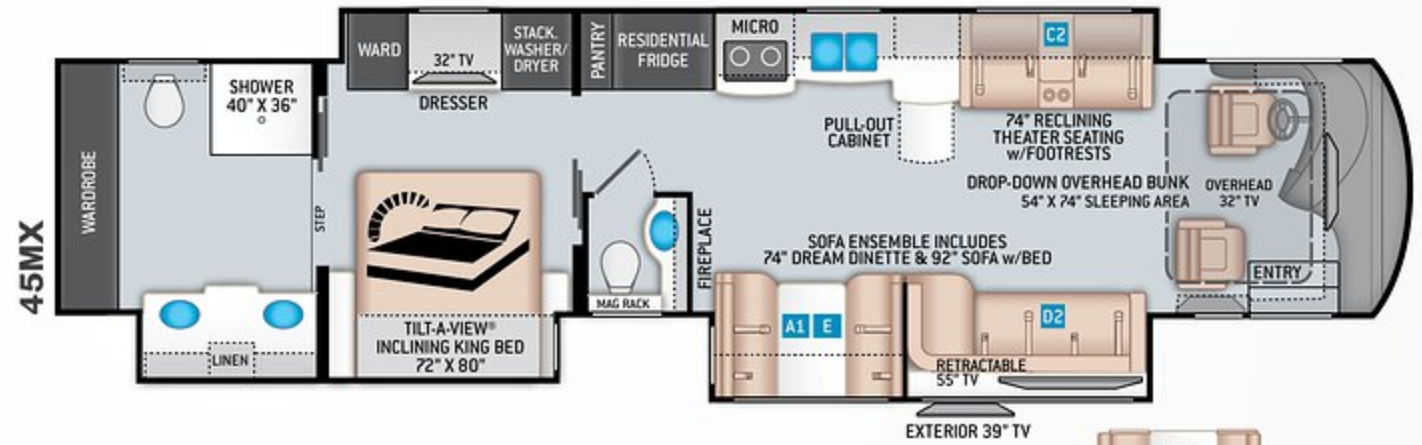 45MX
WARDROBE
SHOWER
40" X 36"
STEP
LINEN
WARD
32" TV
DRESSER
STACK.
WASHER/
DRYER
TILT-A-VIEW®
INCLINING KING BED
72" X 80"
PANTRY
RESIDENTIAL
FRIDGE
MICRO
MAG RACK
FIREPLACE
PULL-OUT
CABINET
C2
74" RECLINING
THEATER SEATING
w/FOOTRESTS
DROP-DOWN OVERHEAD BUNK
54" X 74" SLEEPING AREA
OVERHEAD
32" TV
SOFA ENSEMBLE INCLUDES
74" DREAM DINETTE & 92" SOFA w/BED
ENTRY
A1 E
D2
RETRACTABLE
55" TV
EXTERIOR 39" TV